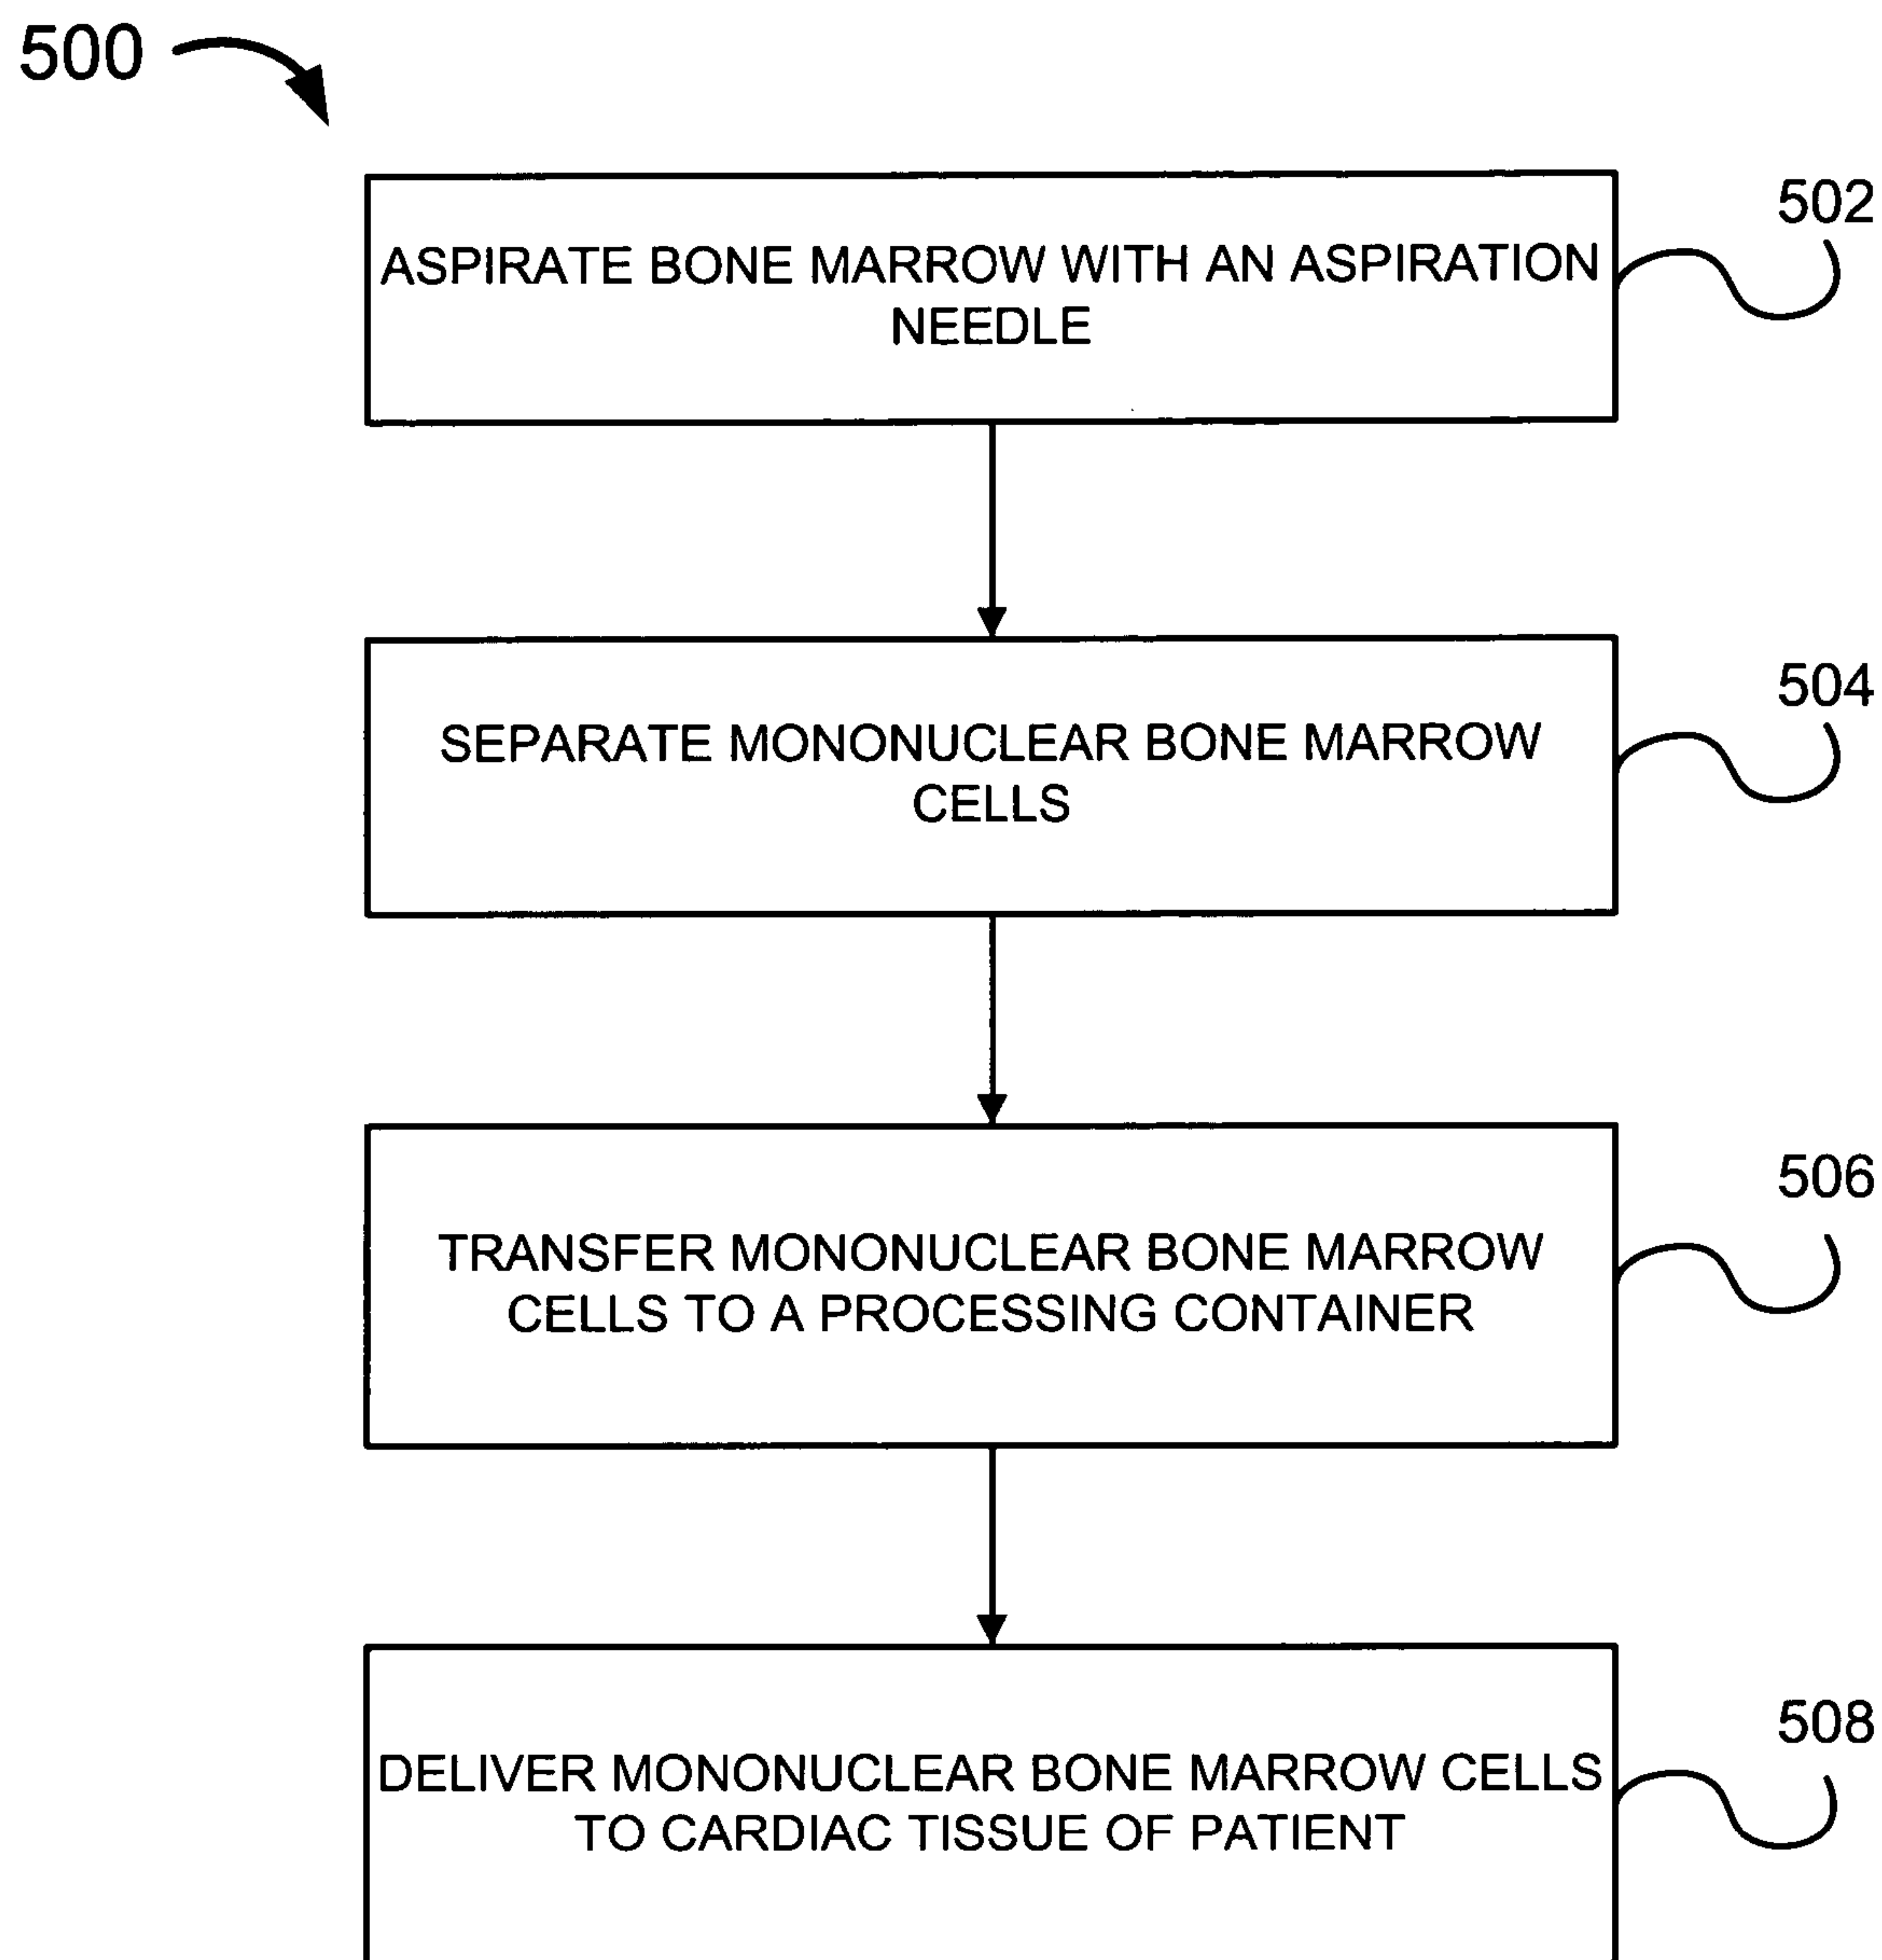 500
502
ASPIRATE BONE MARROW WITH AN ASPIRATION
NEEDLE
504
SEPARATE MONONUCLEAR BONE MARROW
CELLS
506
TRANSFER MONONUCLEAR BONE MARROW
CELLS TO A PROCESSING CONTAINER
508
DELIVER MONONUCLEAR BONE MARROW CELLS
TO CARDIAC TISSUE OF PATIENT